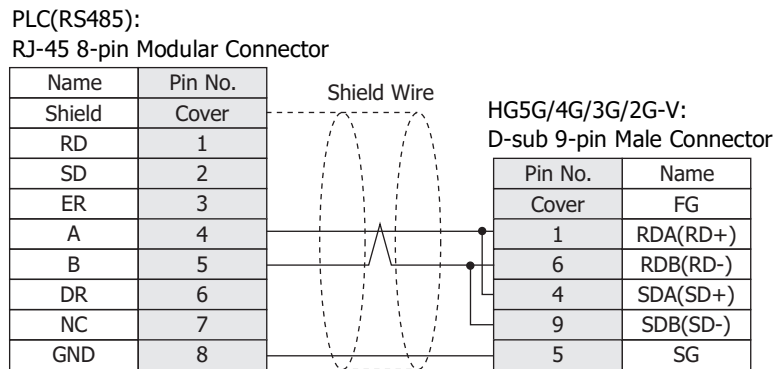 PLC(RS485):
RJ-45 8-pin Modular Connector
Name Pin No.
Shield Cover
RD 1
SD 2
ER 3
A 4
B 5
DR 6
NC 7
GND 8
Shield Wire
HG5G/4G/3G/2G-V:
D-sub 9-pin Male Connector
Pin No. Name
Cover FG
1 RDA(RD+)
6 RDB(RD-)
4 SDA(SD+)
9 SDB(SD-)
5 SG